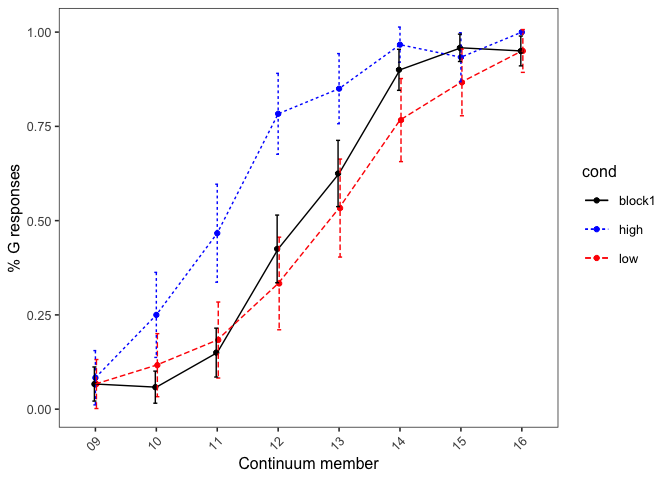 % G responses
1.00
0.75
0.50
0.25
0.00
09
10
11
12
13
14
15
16
Continuum member
cond
block1
high
low